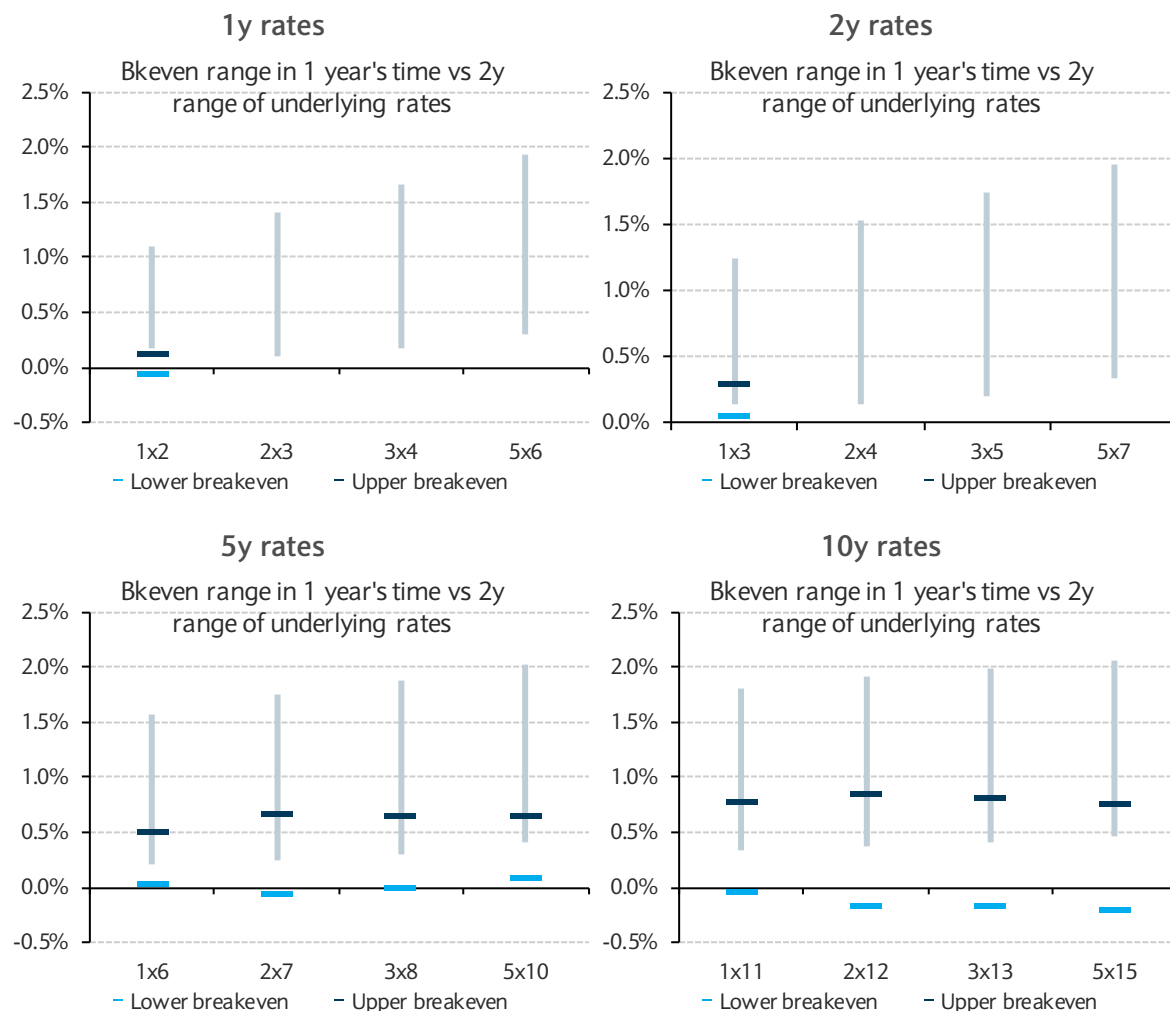 1y rates
Bkeven range in 1 year's time vs 2y
range of underlying rates
2.5%
2.0%
1.5%
1.0%
0.5%
0.0%
-0.5%
1x2 2x3 3x4 5x6
Lower breakeven Upper breakeven
2y rates
Bkeven range in 1 year's time vs 2y
range of underlying rates
2.5%
2.0%
1.5%
1.0%
0.5%
0.0%
1x3 2x4 3x5 5x7
Lower breakeven Upper breakeven
5y rates
Bkeven range in 1 year's time vs 2y
range of underlying rates
2.5%
2.0%
1.5%
1.0%
0.5%
0.0%
-0.5%
1x6 2x7 3x8 5x10
Lower breakeven Upper breakeven
10y rates
Bkeven range in 1 year's time vs 2y
range of underlying rates
2.5%
2.0%
1.5%
1.0%
0.5%
0.0%
-0.5%
1x11 2x12 3x13 5x15
Lower breakeven Upper breakeven